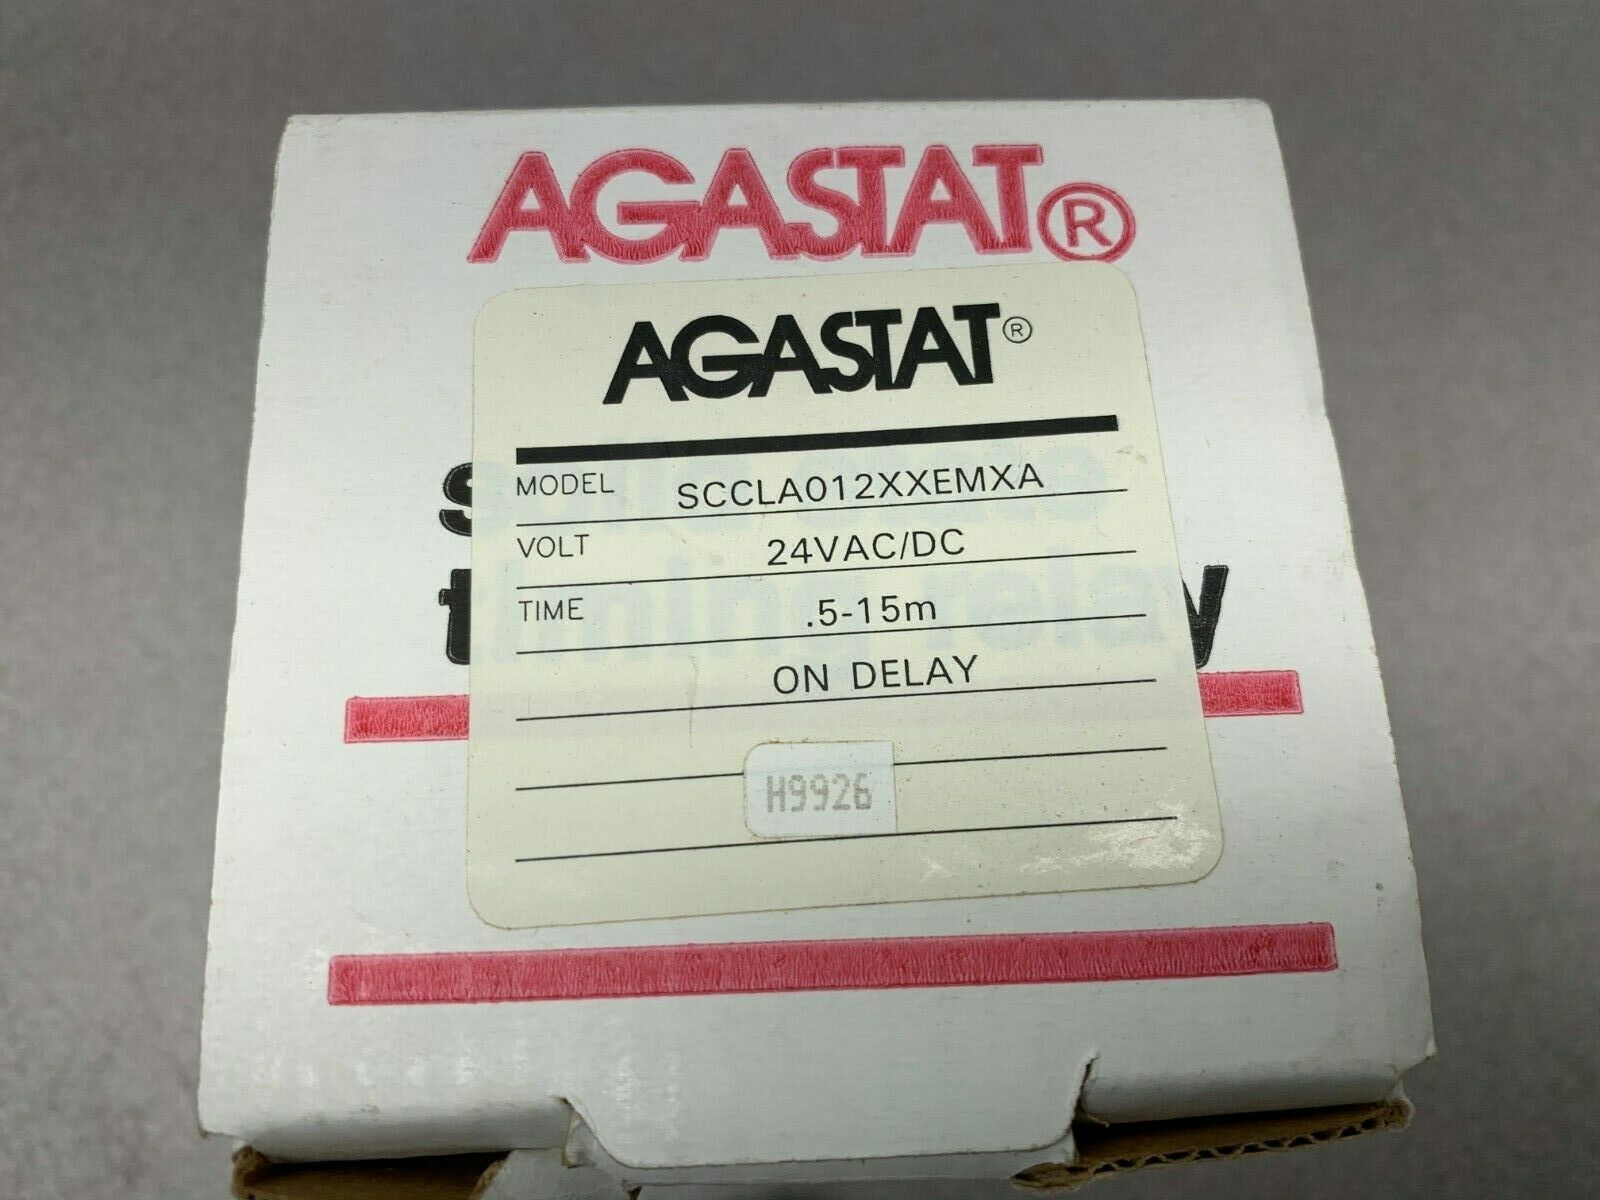 AGASTAT®
AGASTAT®
MODEL SCCLA012XXEMXA
VOLT 24VAC/DC
TIME .5-15m
ON DELAY
H9926